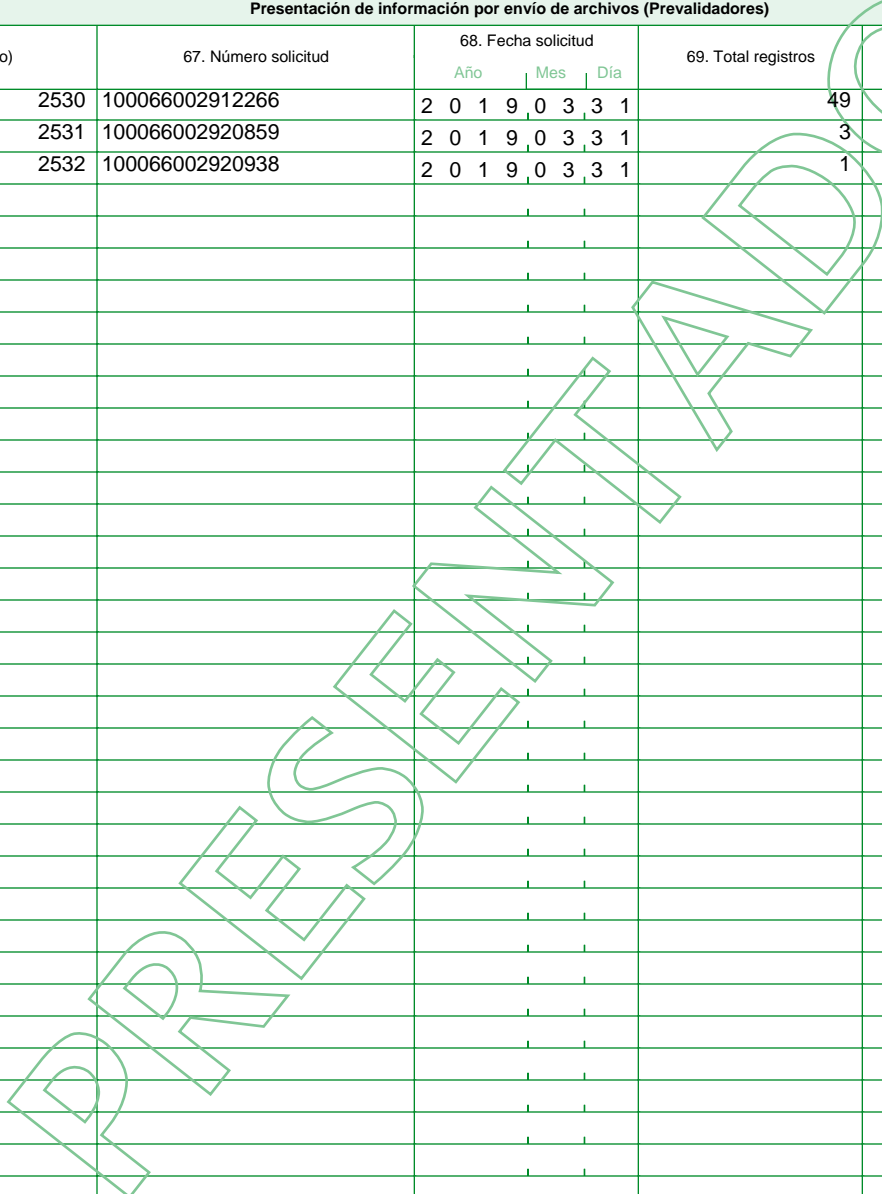 Presentación de información por envío de archivos (Prevalidadores)
o) 67. Número solicitud 68. Fecha solicitud 69. Total registros
Año Mes Día
2530 100066002912266 2 0 1 9 0 3 3 1 49
2531 100066002920859 2 0 1 9 0 3 3 1 3
2532 100066002920938 2 0 1 9 0 3 3 1 1
PRESENTADO